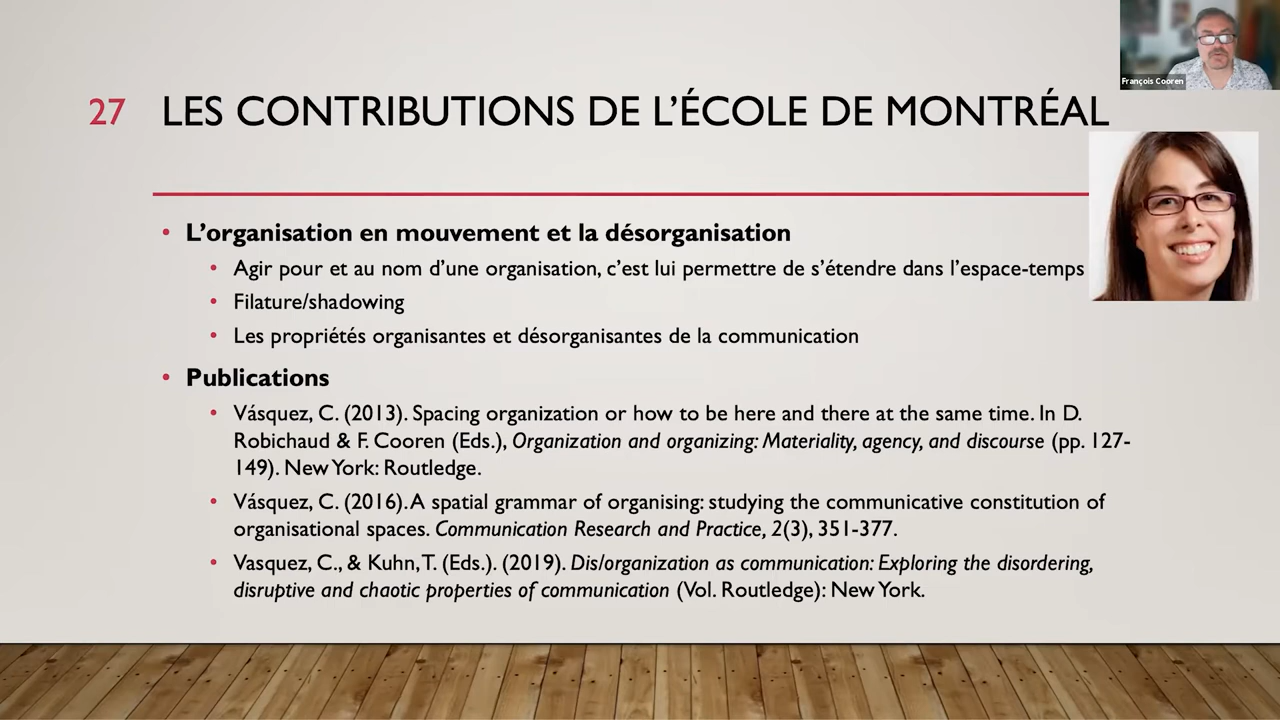 François Cooren
27 LES CONTRIBUTIONS DE L'ÉCOLE DE MONTRÉAL
• L'organisation en mouvement et la désorganisation
• Agir pour et au nom d'une organisation, c'est lui permettre de s'étendre dans l'espace-temps
• Filature/shadowing
• Les propriétés organisantes et désorganisantes de la communication
• Publications
• Vásquez, C. (2013). Spacing organization or how to be here and there at the same time. In D.
Robichaud & F. Cooren (Eds.), Organization and organizing: Materiality, agency, and discourse (pp. 127-
149). New York: Routledge.
• Vásquez, C. (2016). A spatial grammar of organising: studying the communicative constitution of
organisational spaces. Communication Research and Practice, 2(3), 351-377.
• Vasquez, C., & Kuhn, T. (Eds.). (2019). Dis/organization as communication: Exploring the disordering,
disruptive and chaotic properties of communication (Vol. Routledge): New York.